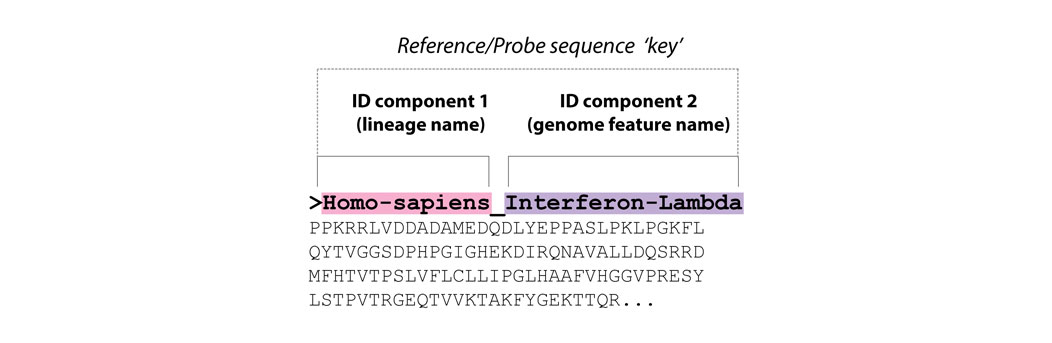 Reference/Probe sequence ‘key’
ID component 1
(lineage name)
ID component 2
(genome feature name)
>Homo-sapiens_Interferon-Lambda
PPKRRLVDDADAMEDQDLYEPPASLPKLPGKFL
QYTVGGSDPHPGIGHEKDIRQNAVALLDQSRRD
MFHTVTPSLVFLCLLIPGLHAAFVHGGVPRESY
LSTPVTRGEQTVVKTAKFYGEKTTQR...